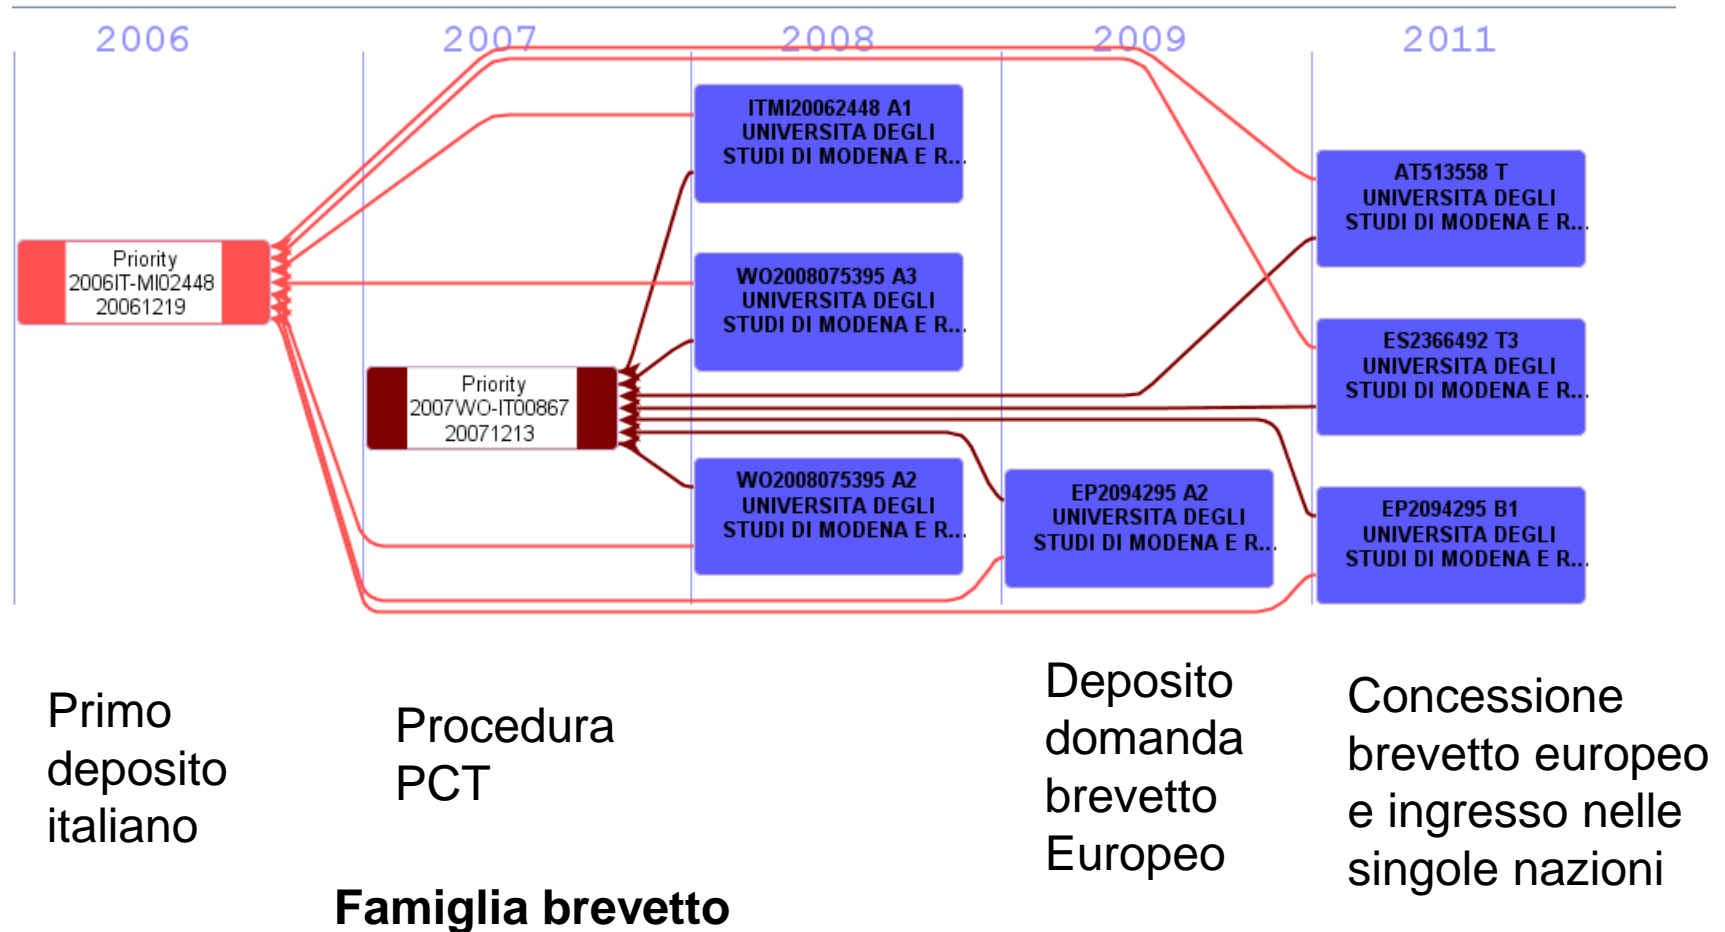 2006
2007
2008
2009
2011
Priority
2006IT-MI02448
20061219
Priority
2007WO-IT00867
20071213
ITMI20062448 A1
UNIVERSITA DEGLI
STUDI DI MODENA E R...
WO2008075395 A3
UNIVERSITA DEGLI
STUDI DI MODENA E R...
WO2008075395 A2
UNIVERSITA DEGLI
STUDI DI MODENA E R...
EP2094295 A2
UNIVERSITA DEGLI
STUDI DI MODENA E R...
AT513558 T
UNIVERSITA DEGLI
STUDI DI MODENA E R...
ES2366492 T3
UNIVERSITA DEGLI
STUDI DI MODENA E R...
EP2094295 B1
UNIVERSITA DEGLI
STUDI DI MODENA E R...
Primo
deposito
italiano
Procedura
PCT
Deposito
domanda
brevetto
Europeo
Concessione
brevetto europeo
e ingresso nelle
singole nazioni
Famiglia brevetto